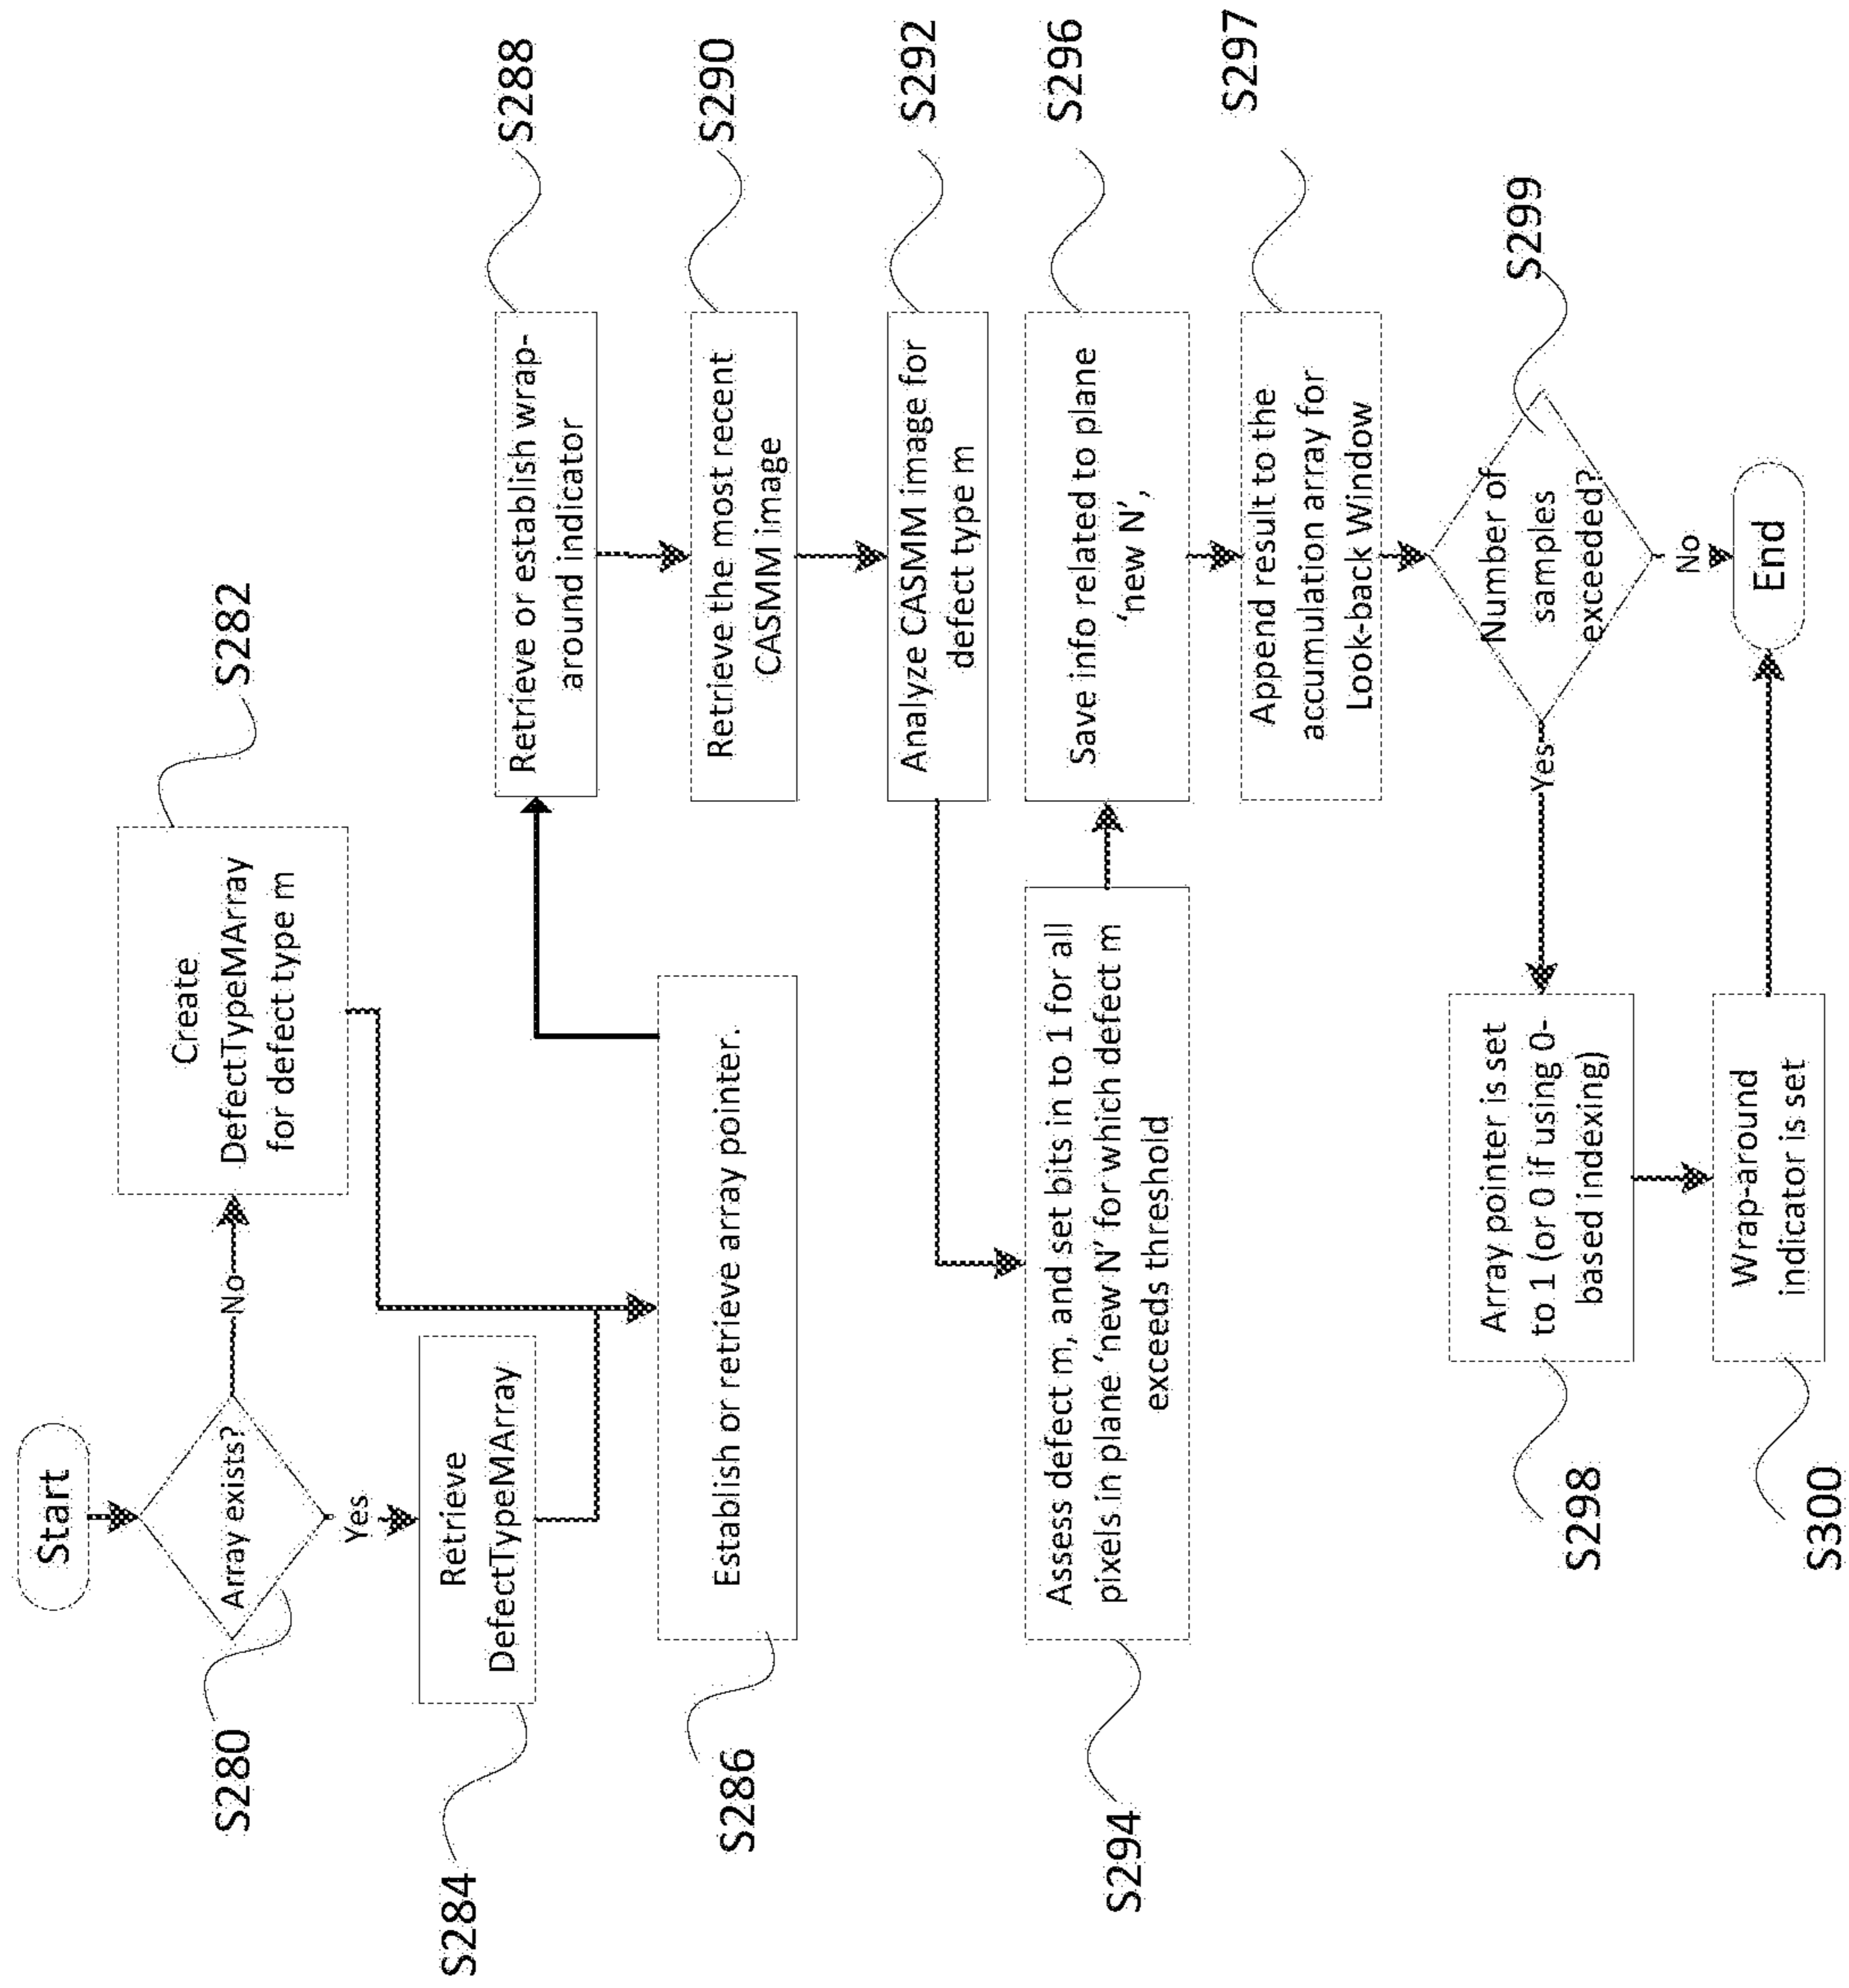 Start
Array exists?
S280
No
Create
DefectTypeMArray
for defect type m
S282
Yes
Retrieve
DefectTypeMArray
S284
Establish or retrieve array pointer.
S286
Retrieve or establish wrap-
around indicator
S288
Retrieve the most recent
CASMM image
S290
Analyze CASMM image for
defect type m
S292
Assess defect m, and set bits in to 1 for all
pixels in plane ‘new N’ for which defect m
exceeds threshold
S294
Save info related to plane
‘new N’,
S296
Append result to the
accumulation array for
Look-back Window
S297
Number of
samples
exceeded?
S299
Yes
Array pointer is set
to 1 (or 0 if using 0-
based indexing)
S298
Wrap-around
indicator is set
S300
No
End